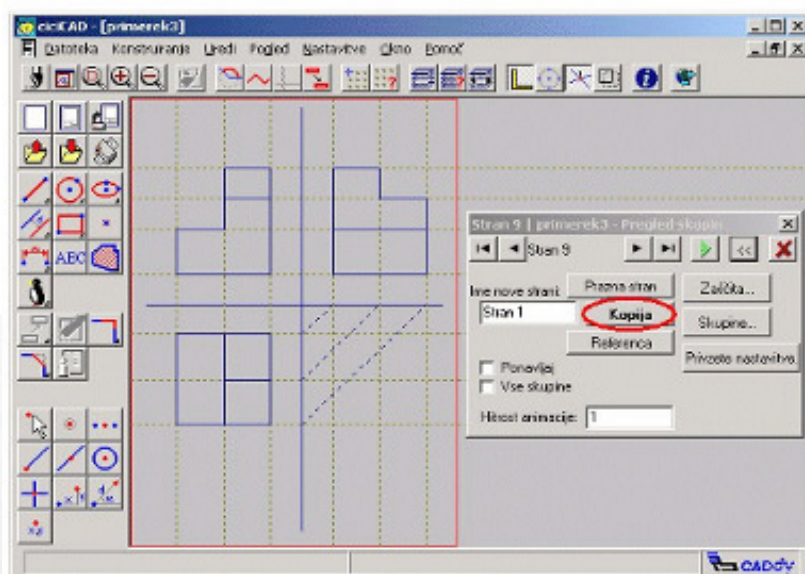 ciciCAD - [primerek3]
Datoteka Konstruiranje Uredi Pogled Nastavitve Okno Pomoč
ABC
Stran 9 | primerek3 - Pregled skupin
Stran 9
Ime nove strani:
Prazna stran
Zaščita...
Stran 1
Kopija
Skupine...
Referenca
Privzete nastavitve
Ponavljaj
Vse skupine
Hitrost animacije: 1
CADdy